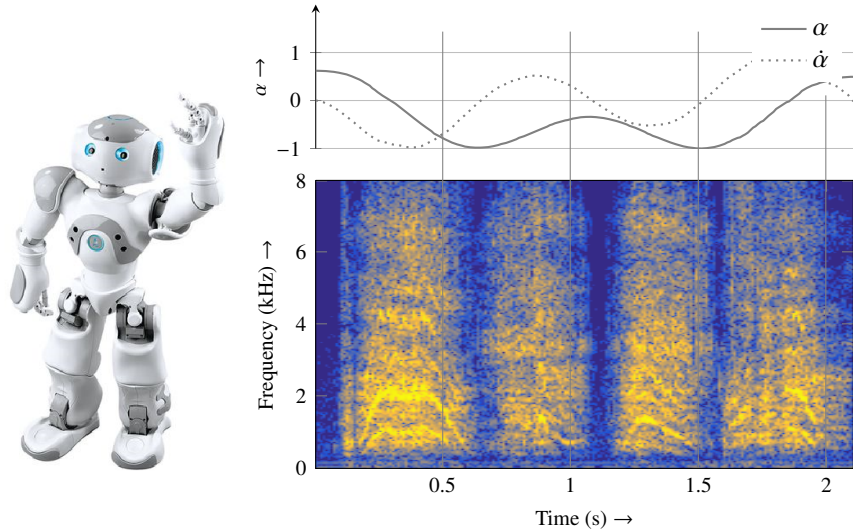 α
α̇
α →
1
0
−1
8
6
4
2
0
Frequency (kHz) →
0.5 1 1.5 2
Time (s) →